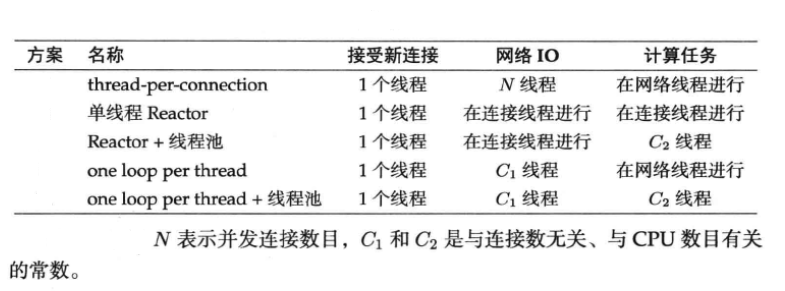 方案 名称 接受新连接 网络 IO 计算任务
thread-per-connection 1 个线程 N 线程 在网络线程进行
单线程 Reactor 1 个线程 在连接线程进行 在连接线程进行
Reactor + 线程池 1 个线程 在连接线程进行 C₂ 线程
one loop per thread 1 个线程 C₁ 线程 在网络线程进行
one loop per thread + 线程池 1 个线程 C₁ 线程 C₂ 线程
N 表示并发连接数目，C₁ 和 C₂ 是与连接数无关、与 CPU 数目有关
的常数。